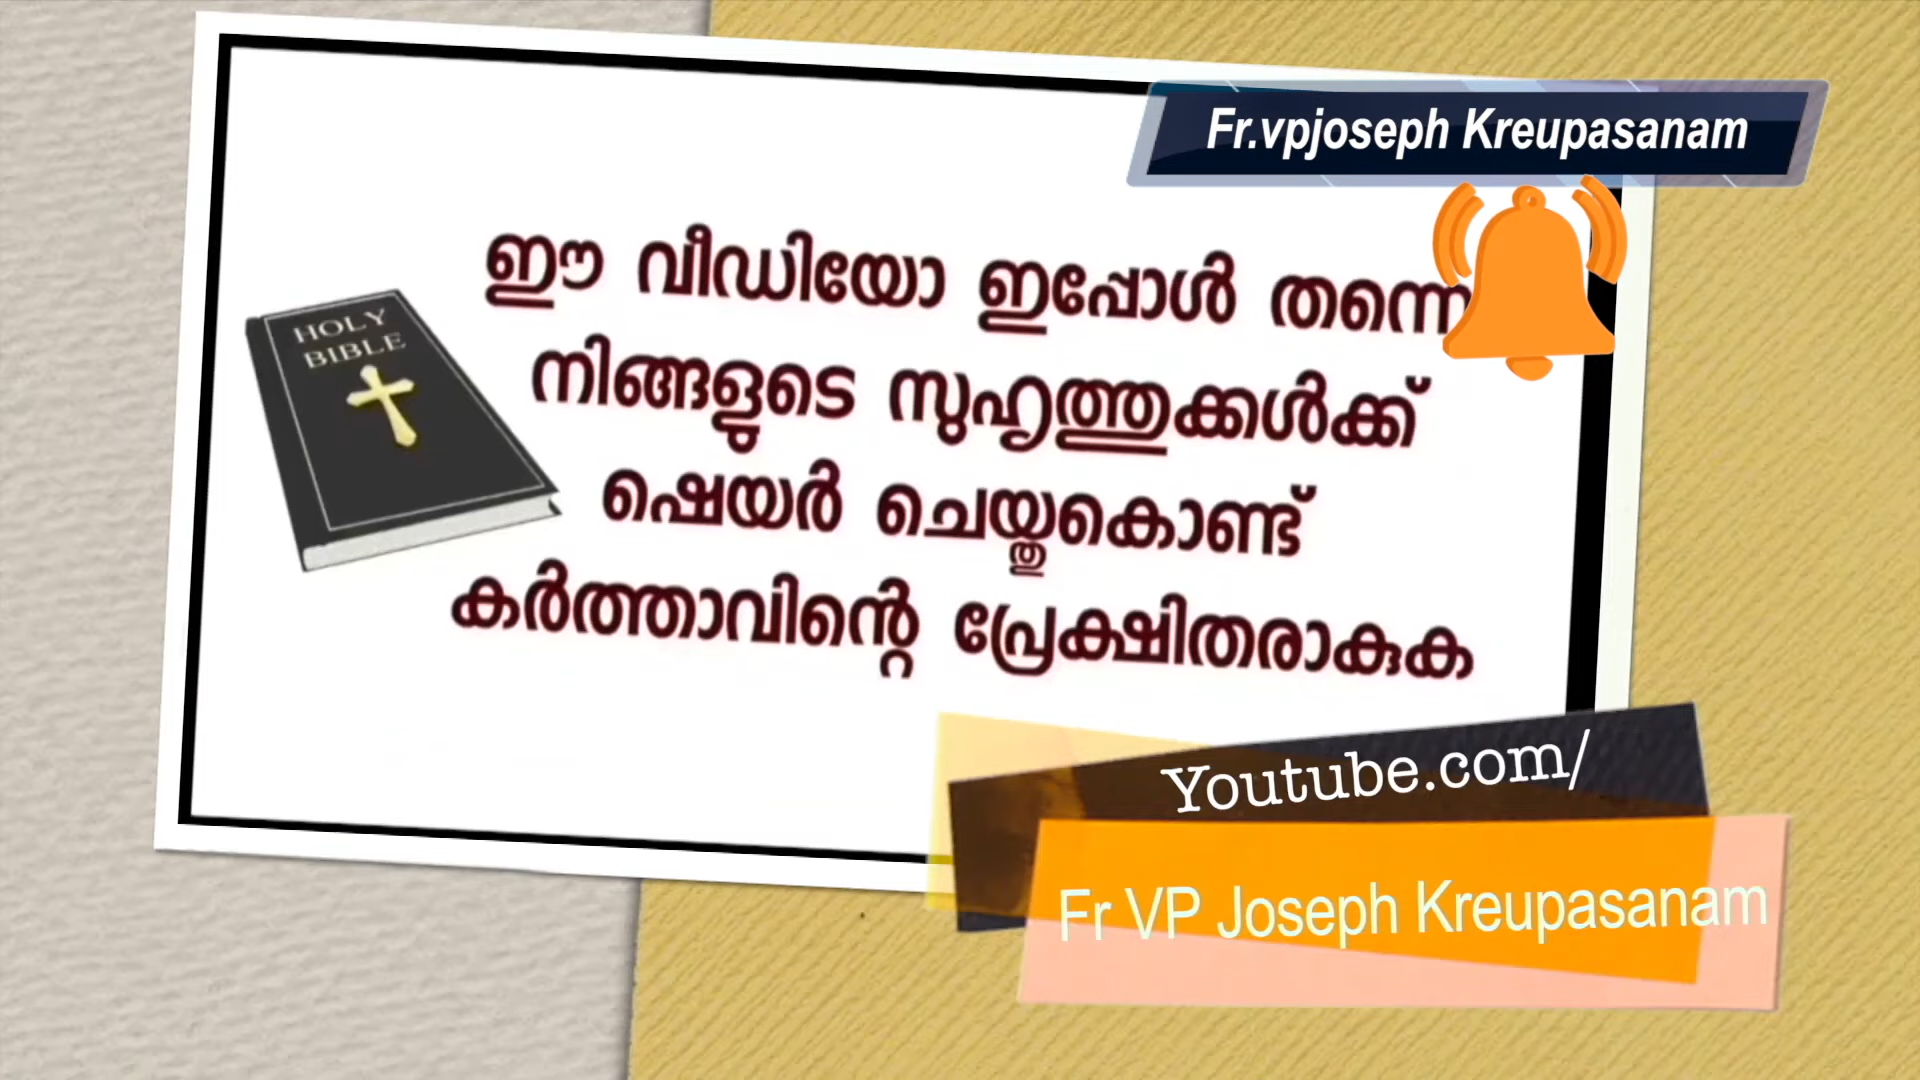 Fr.vpjoseph Kreupasanam
HOLY
BIBLE
ഈ വീഡിയോ ഇപ്പോൾ തന്നെ
നിങ്ങളുടെ സുഹൃത്തുക്കൾക്ക്
ഷെയർ ചെയ്തുകൊണ്ട്
കർത്താവിന്റെ പ്രേക്ഷിതരാകുക
Youtube.com/
Fr VP Joseph Kreupasanam